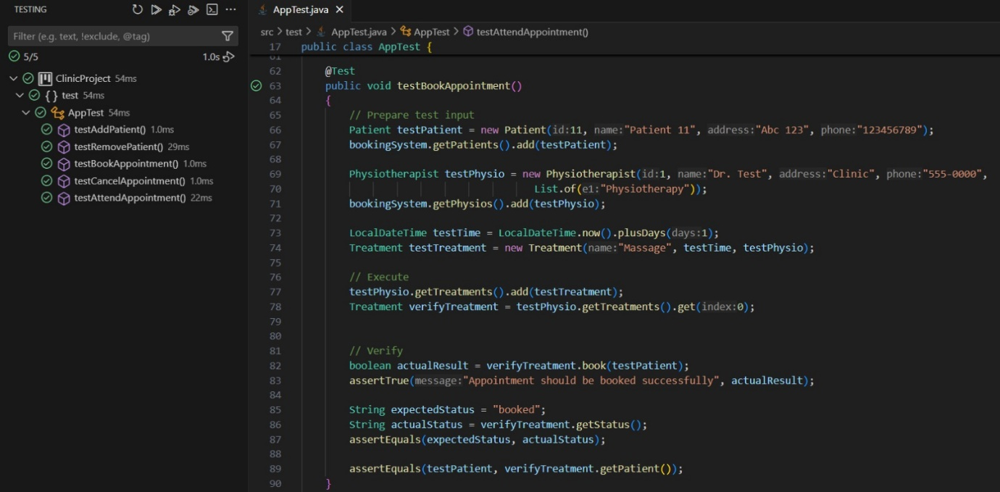 TESTING
Filter (e.g. text, !exclude, @tag)
5/5 1.0s
ClinicProject 54ms
{} test 54ms
AppTest 54ms
testAddPatient() 1.0ms
testRemovePatient() 29ms
testBookAppointment() 1.0ms
testCancelAppointment() 1.0ms
testAttendAppointment() 22ms
AppTest.java
src > test > AppTest.java > AppTest > testAttendAppointment()
17 public class AppTest {
61
62 @Test
63 public void testBookAppointment()
64 {
65 // Prepare test input
66 Patient testPatient = new Patient(id:11, name:"Patient 11", address:"Abc 123", phone:"123456789");
67 bookingSystem.getPatients().add(testPatient);
68
69 Physiotherapist testPhysio = new Physiotherapist(id:1, name:"Dr. Test", address:"Clinic", phone:"555-0000",
70 List.of(e1:"Physiotherapy"));
71 bookingSystem.getPhysios().add(testPhysio);
72
73 LocalDateTime testTime = LocalDateTime.now().plusDays(days:1);
74 Treatment testTreatment = new Treatment(name:"Massage", testTime, testPhysio);
75
76 // Execute
77 testPhysio.getTreatments().add(testTreatment);
78 Treatment verifyTreatment = testPhysio.getTreatments().get(index:0);
79
80
81 // Verify
82 boolean actualResult = verifyTreatment.book(testPatient);
83 assertTrue(message:"Appointment should be booked successfully", actualResult);
84
85 String expectedStatus = "booked";
86 String actualStatus = verifyTreatment.getStatus();
87 assertEquals(expectedStatus, actualStatus);
88
89 assertEquals(testPatient, verifyTreatment.getPatient());
90 }